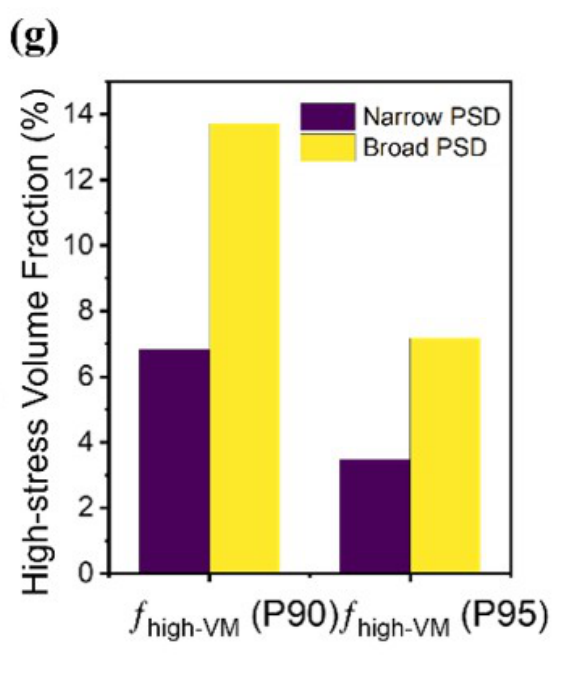 (g)
High-stress Volume Fraction (%)
14
12
10
8
6
4
2
0
Narrow PSD
Broad PSD
fhigh-VM (P90)
fhigh-VM (P95)